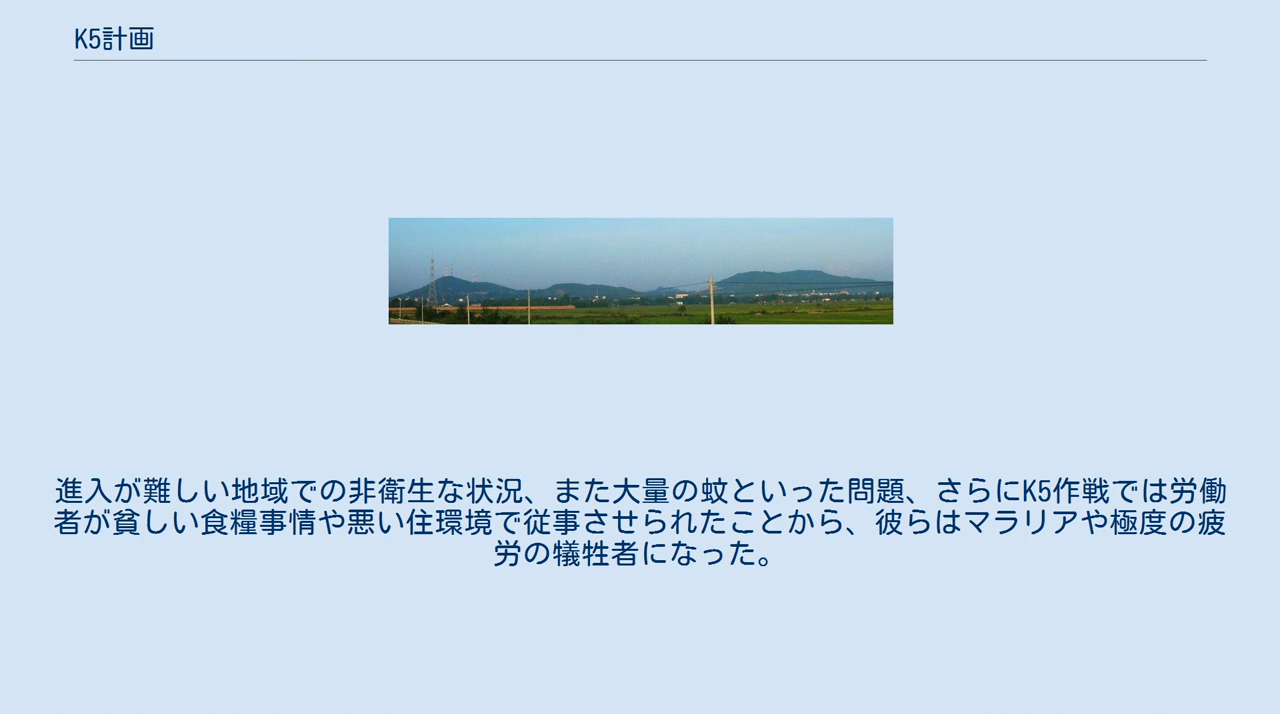 K5計画
進入が難しい地域での非衛生な状況、また大量の蚊といった問題、さらにK5作戦では労働
者が貧しい食糧事情や悪い住環境で従事させられたことから、彼らはマラリアや極度の疲
労の犠牲者になった。